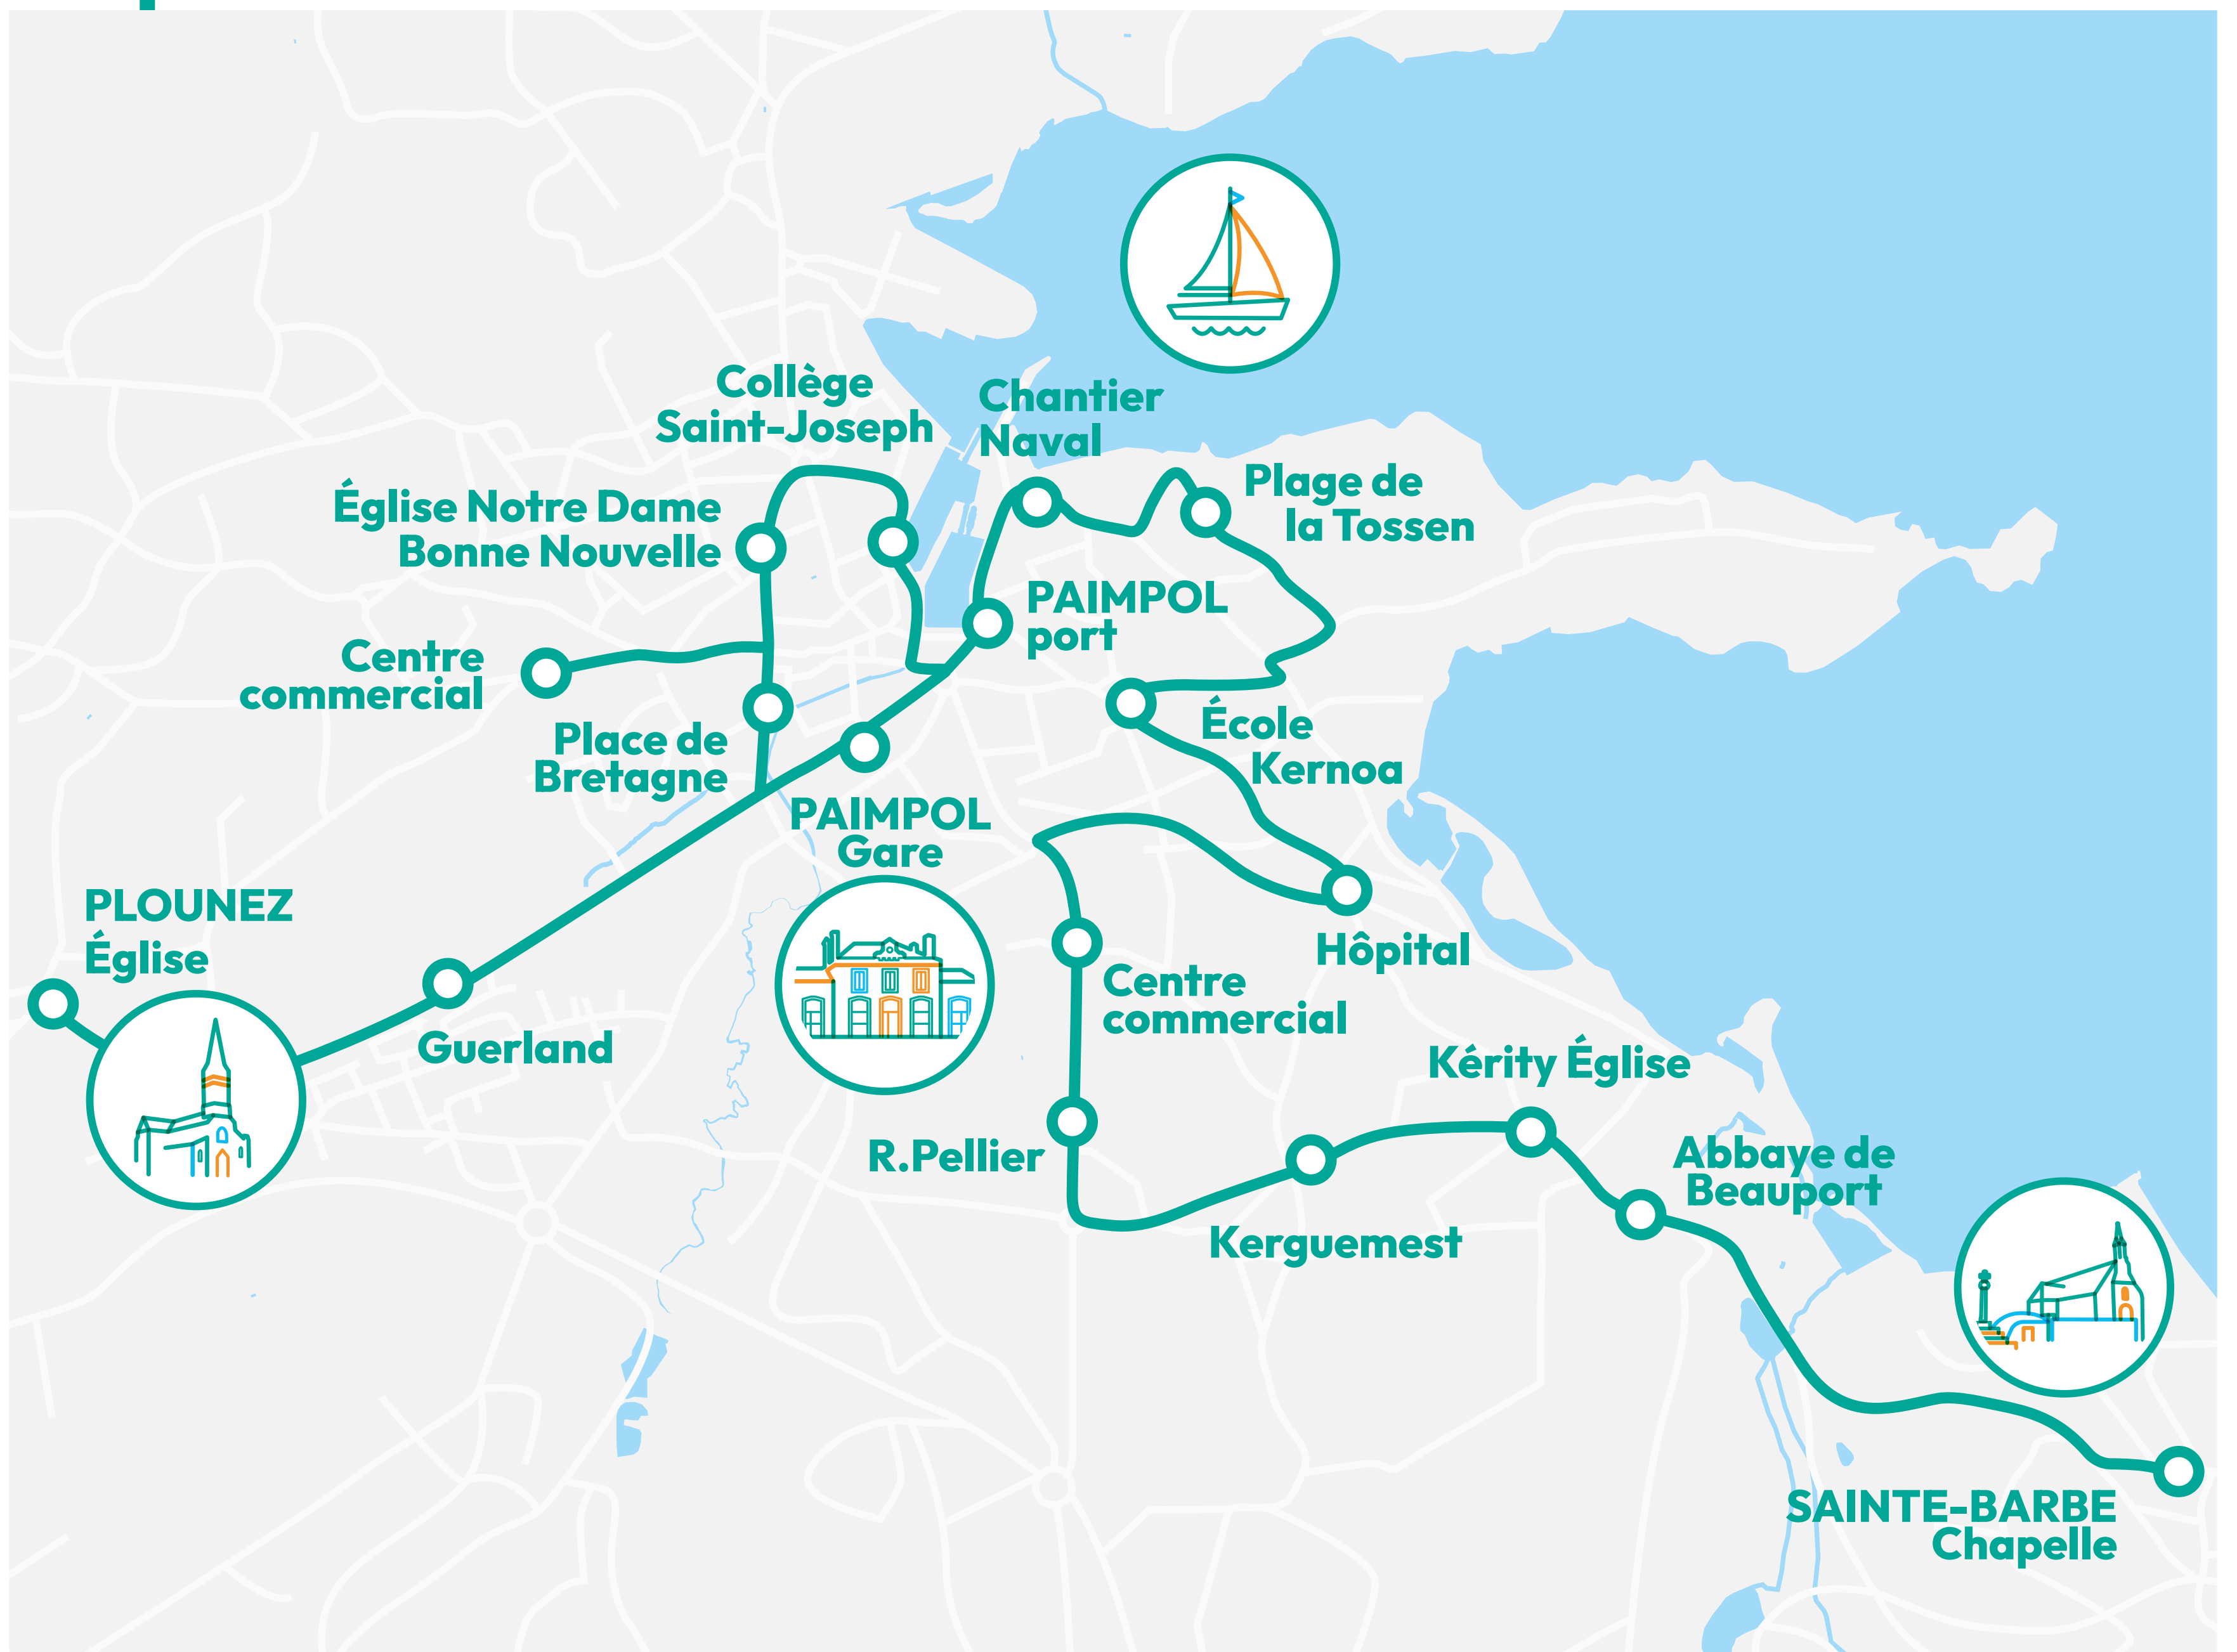 Collège
Saint-Joseph
Chantier
Naval
Plage de
la Tossen
Église Notre Dame
Bonne Nouvelle
PAIMPOL
port
Centre
commercial
École
Kernoa
Place de
Bretagne
PAIMPOL
Gare
PLOUNEZ
Église
Hôpital
Centre
commercial
Guerland
Kérity Église
R.Pellier
Abbaye de
Beauport
Kerguemest
SAINTE-BARBE
Chapelle